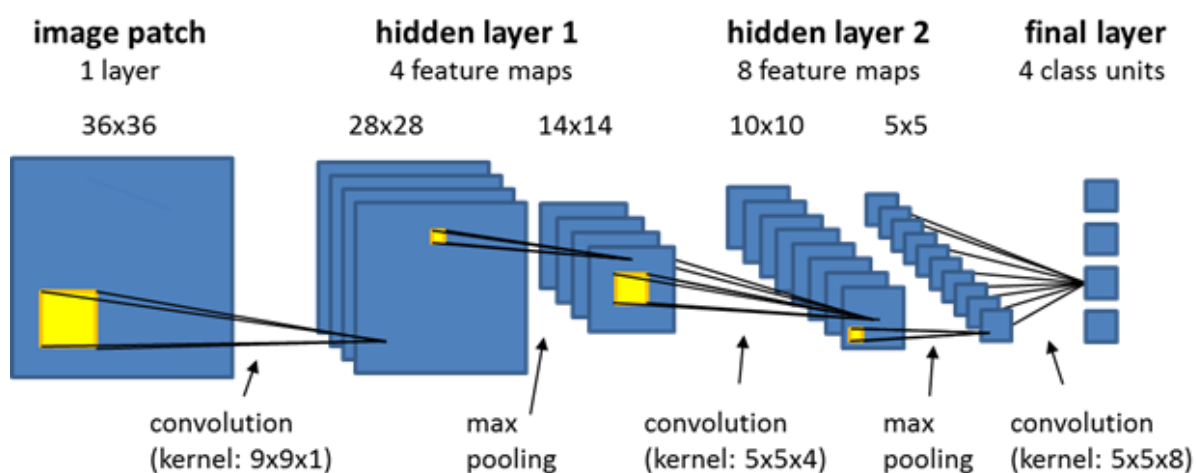 image patch
1 layer
36x36
hidden layer 1
4 feature maps
28x28
14x14
hidden layer 2
8 feature maps
10x10
5x5
final layer
4 class units
convolution
(kernel: 9x9x1)
max
pooling
convolution
(kernel: 5x5x4)
max
pooling
convolution
(kernel: 5x5x8)